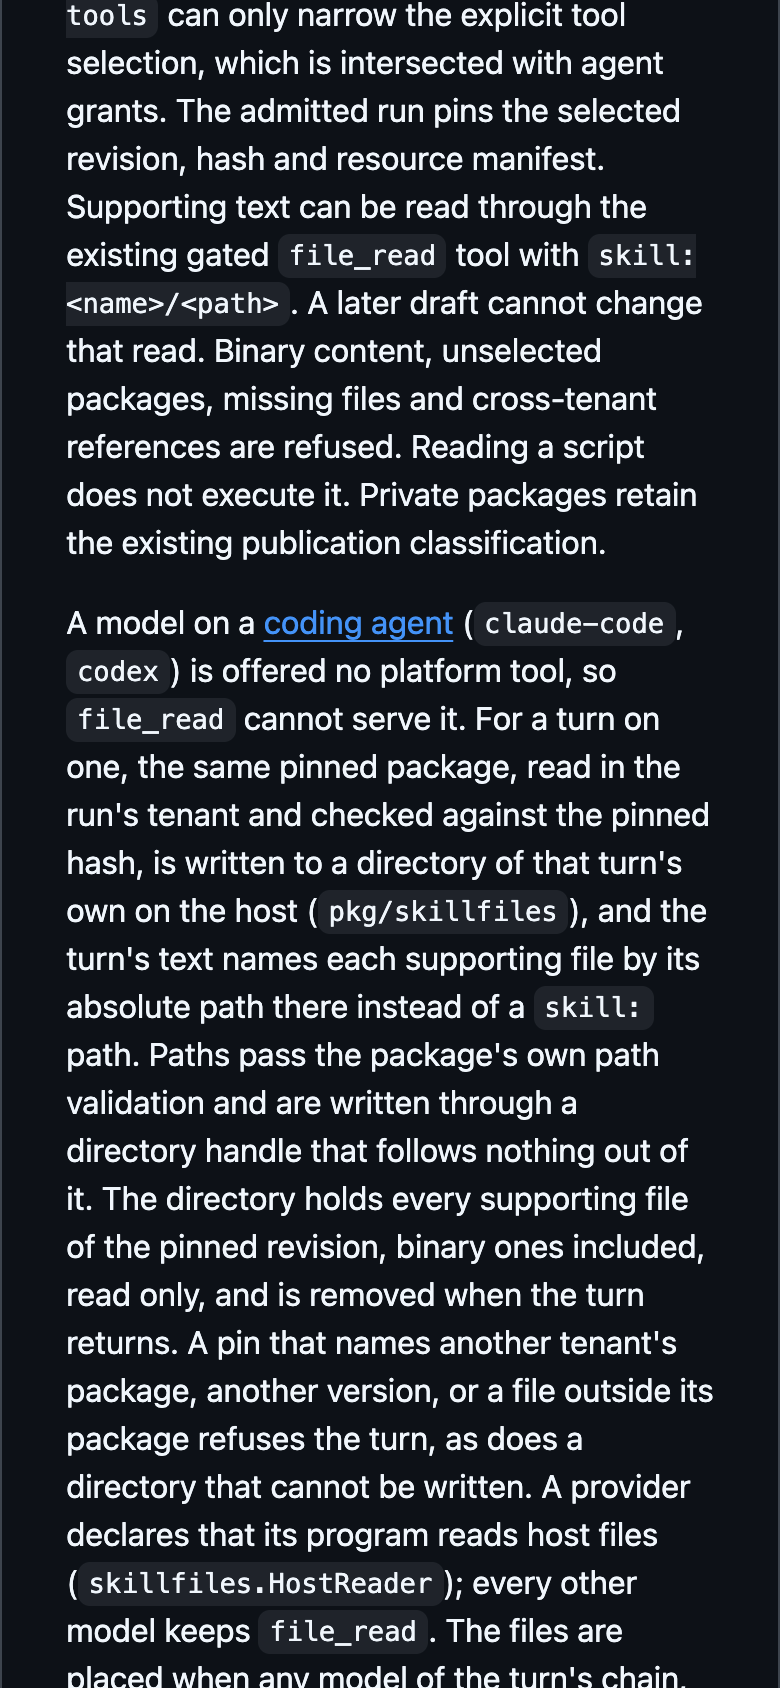 tools can only narrow the explicit tool
selection, which is intersected with agent
grants. The admitted run pins the selected
revision, hash and resource manifest.
Supporting text can be read through the
existing gated file_read tool with skill:
<name>/<path>. A later draft cannot change
that read. Binary content, unselected
packages, missing files and cross-tenant
references are refused. Reading a script
does not execute it. Private packages retain
the existing publication classification.
A model on a coding agent (claude-code,
codex) is offered no platform tool, so
file_read cannot serve it. For a turn on
one, the same pinned package, read in the
run's tenant and checked against the pinned
hash, is written to a directory of that turn's
own on the host (pkg/skillfiles), and the
turn's text names each supporting file by its
absolute path there instead of a skill:
path. Paths pass the package's own path
validation and are written through a
directory handle that follows nothing out of
it. The directory holds every supporting file
of the pinned revision, binary ones included,
read only, and is removed when the turn
returns. A pin that names another tenant's
package, another version, or a file outside its
package refuses the turn, as does a
directory that cannot be written. A provider
declares that its program reads host files
(skillfiles.HostReader); every other
model keeps file_read. The files are
placed when any model of the turn's chain,